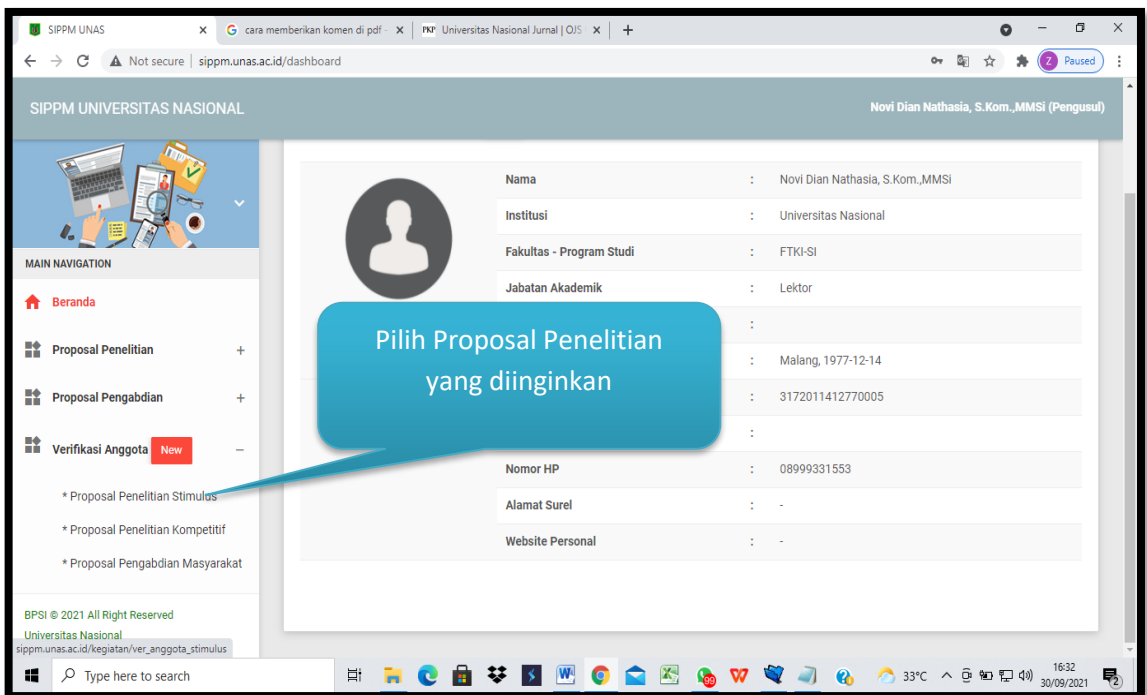 SIPPM UNAS
cara memberikan komen di pdf -
PKP Universitas Nasional Jurnal | OJS
Not secure | sippm.unas.ac.id/dashboard
Z Paused
SIPPM UNIVERSITAS NASIONAL
Novi Dian Nathasia, S.Kom.,MMSi (Pengusul)
MAIN NAVIGATION
Beranda
Proposal Penelitian +
Proposal Pengabdian +
Verifikasi Anggota New −
* Proposal Penelitian Stimulus
* Proposal Penelitian Kompetitif
* Proposal Pengabdian Masyarakat
BPSI © 2021 All Right Reserved
Universitas Nasional
sippm.unas.ac.id/kegiatan/ver_anggota_stimulus
Nama : Novi Dian Nathasia, S.Kom.,MMSi
Institusi : Universitas Nasional
Fakultas - Program Studi : FTKI-SI
Jabatan Akademik : Lektor
:
: Malang, 1977-12-14
: 3172011412770005
:
Nomor HP : 08999331553
Alamat Surel : -
Website Personal : -
Pilih Proposal Penelitian
yang diinginkan
Type here to search
99
33°C
16:32
30/09/2021
2